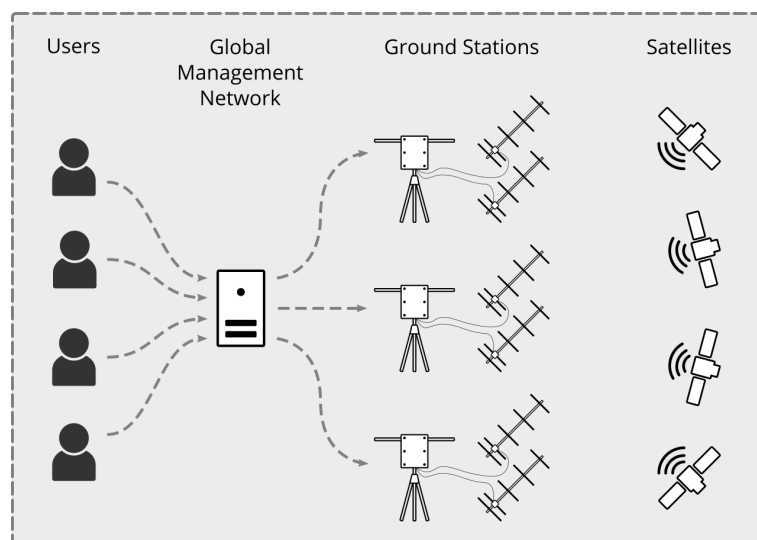 Users
Global
Management
Network
Ground Stations
Satellites